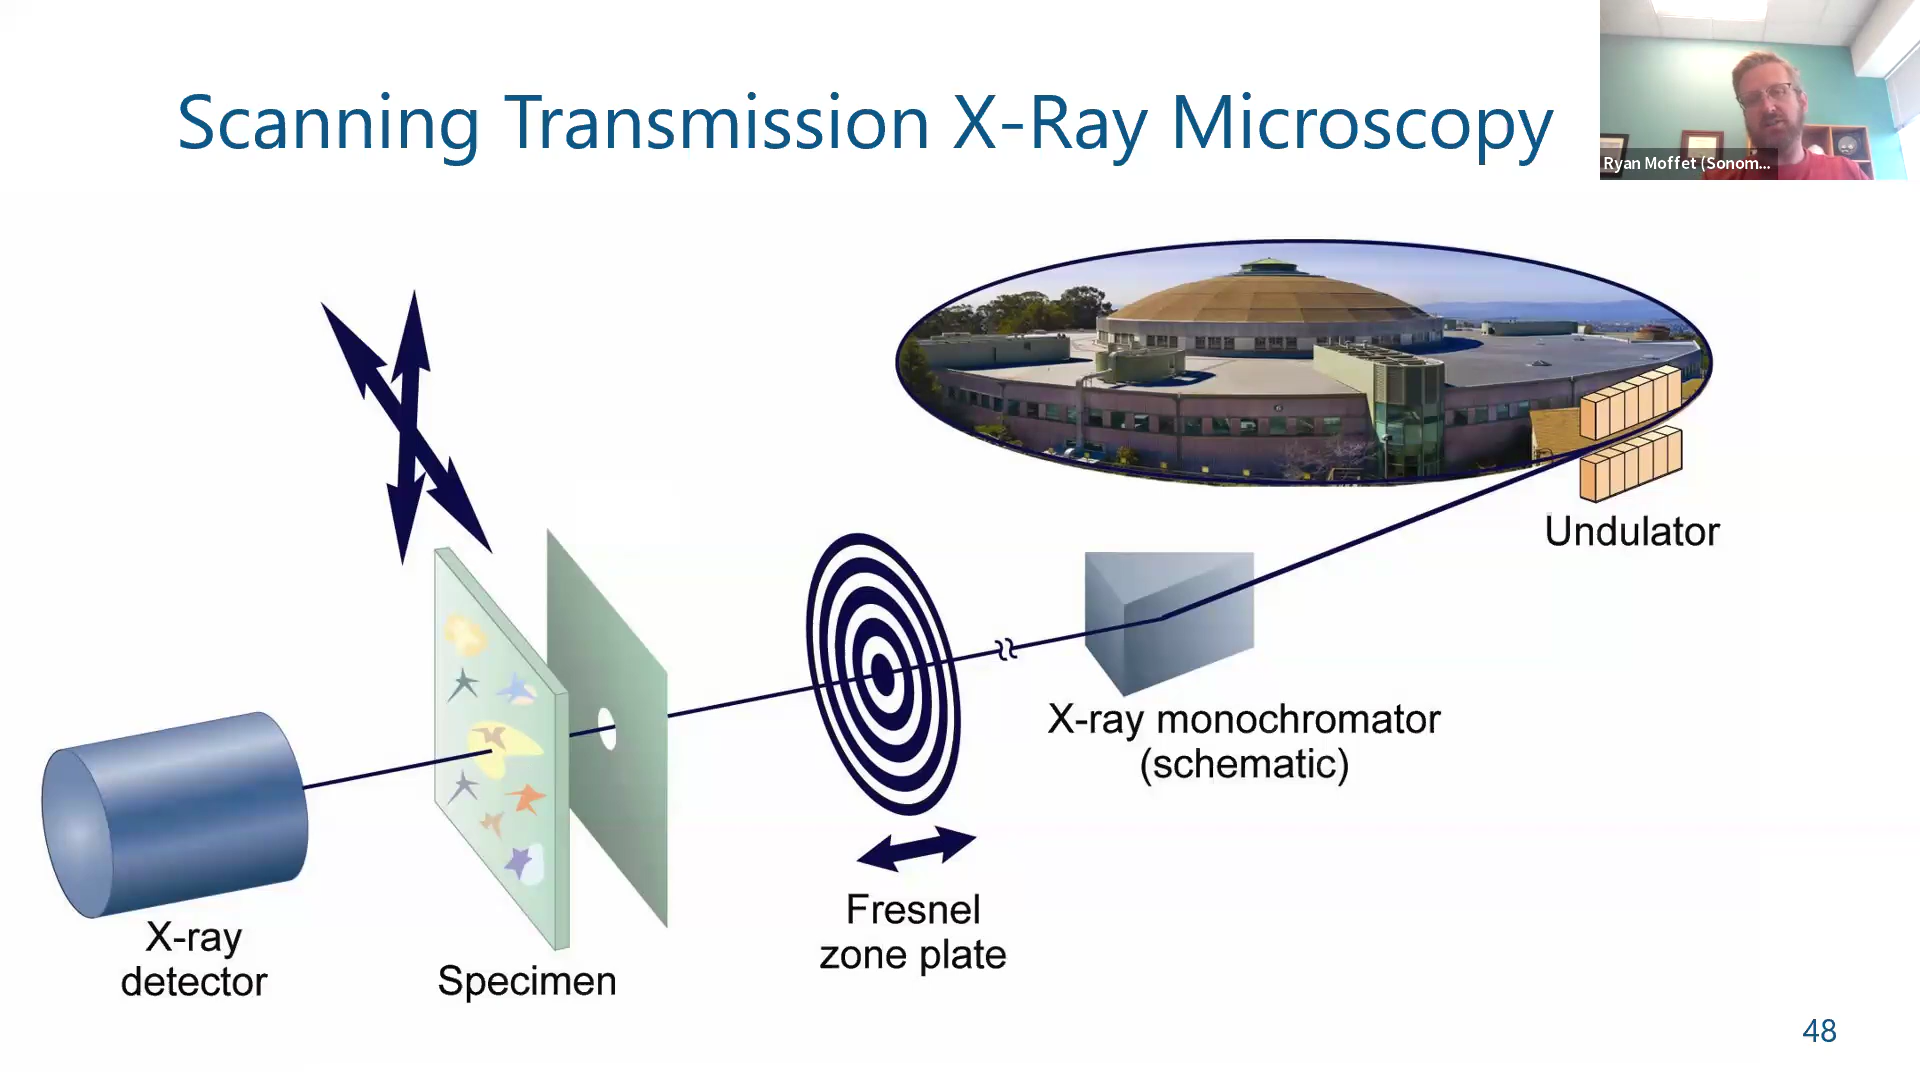 Scanning Transmission X-Ray Microscopy
Ryan Moffet (Sonom...
Undulator
X-ray monochromator
(schematic)
Fresnel
zone plate
X-ray
detector
Specimen
48